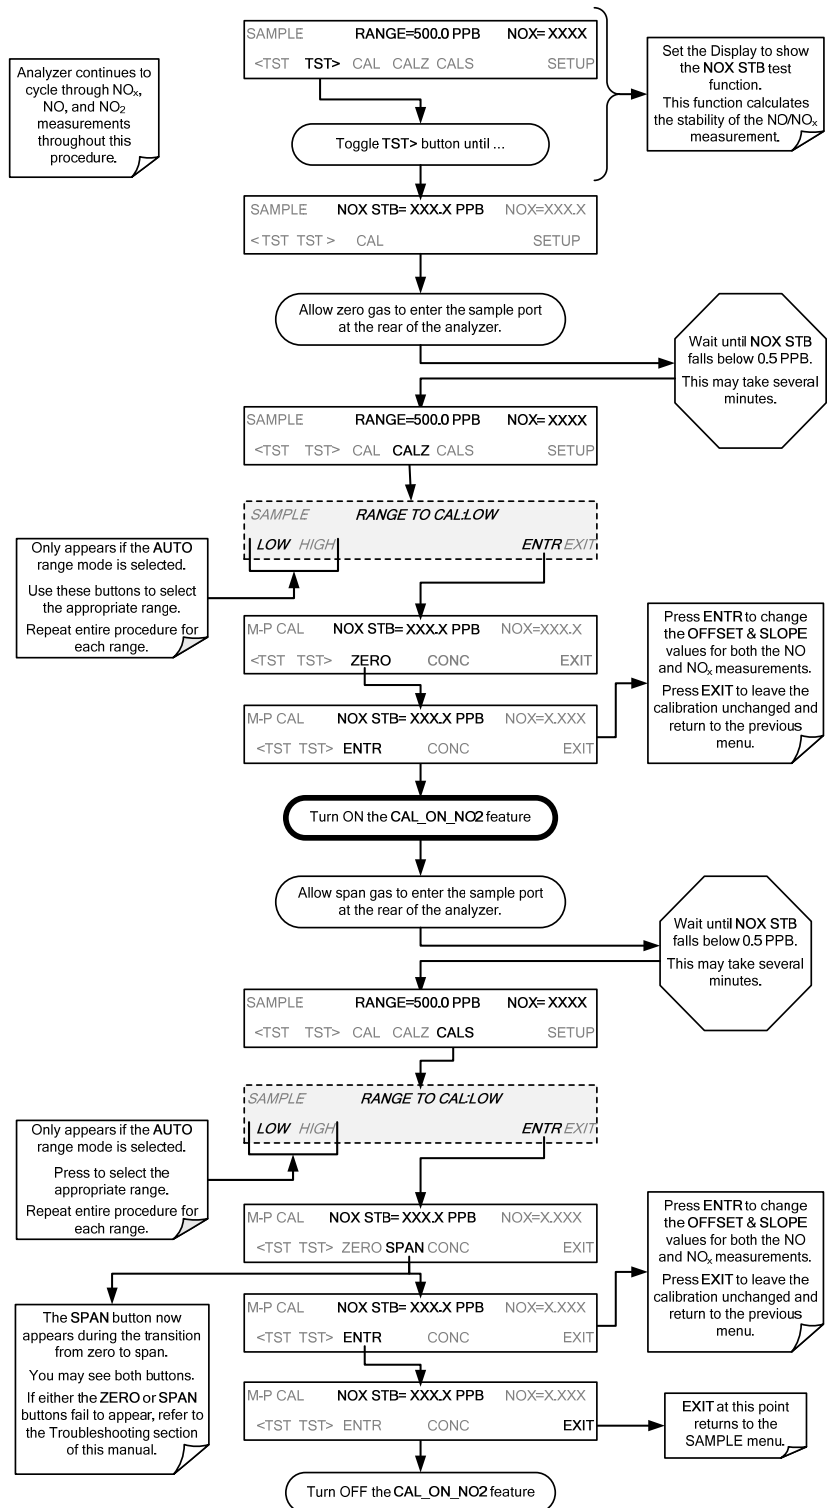 SAMPLE RANGE=500.0 PPB NOX= XXXX
<TST TST> CAL CALZ CALS SETUP
Set the Display to show
the NOX STB test
function.
This function calculates
the stability of the NO/NOx
measurement.
Analyzer continues to
cycle through NOx,
NO, and NO2
measurements
throughout this
procedure.
Toggle TST> button until ...
SAMPLE NOX STB= XXX.X PPB NOX=XXX.X
< TST TST > CAL SETUP
Allow zero gas to enter the sample port
at the rear of the analyzer.
Wait until NOX STB
falls below 0.5 PPB.
This may take several
minutes.
SAMPLE RANGE=500.0 PPB NOX= XXXX
<TST TST> CAL CALZ CALS SETUP
SAMPLE RANGE TO CAL:LOW
LOW HIGH ENTR EXIT
Only appears if the AUTO
range mode is selected.
Use these buttons to select
the appropriate range.
Repeat entire procedure for
each range.
M-P CAL NOX STB= XXX.X PPB NOX=XXX.X
<TST TST> ZERO CONC EXIT
Press ENTR to change
the OFFSET & SLOPE
values for both the NO
and NOx measurements.
Press EXIT to leave the
calibration unchanged and
return to the previous
menu.
M-P CAL NOX STB= XXX.X PPB NOX=X.XXX
<TST TST> ENTR CONC EXIT
Turn ON the CAL_ON_NO2 feature
Allow span gas to enter the sample port
at the rear of the analyzer.
Wait until NOX STB
falls below 0.5 PPB.
This may take several
minutes.
SAMPLE RANGE=500.0 PPB NOX= XXXX
<TST TST> CAL CALZ CALS SETUP
SAMPLE RANGE TO CAL:LOW
LOW HIGH ENTR EXIT
Only appears if the AUTO
range mode is selected.
Press to select the
appropriate range.
Repeat entire procedure for
each range.
M-P CAL NOX STB= XXX.X PPB NOX=X.XXX
<TST TST> ZERO SPAN CONC EXIT
Press ENTR to change
the OFFSET & SLOPE
values for both the NO
and NOx measurements.
Press EXIT to leave the
calibration unchanged and
return to the previous
menu.
The SPAN button now
appears during the transition
from zero to span.
You may see both buttons.
If either the ZERO or SPAN
buttons fail to appear, refer to
the Troubleshooting section
of this manual.
M-P CAL NOX STB= XXX.X PPB NOX=X.XXX
<TST TST> ENTR CONC EXIT
M-P CAL NOX STB= XXX.X PPB NOX=X.XXX
<TST TST> ENTR CONC EXIT
EXIT at this point
returns to the
SAMPLE menu.
Turn OFF the CAL_ON_NO2 feature